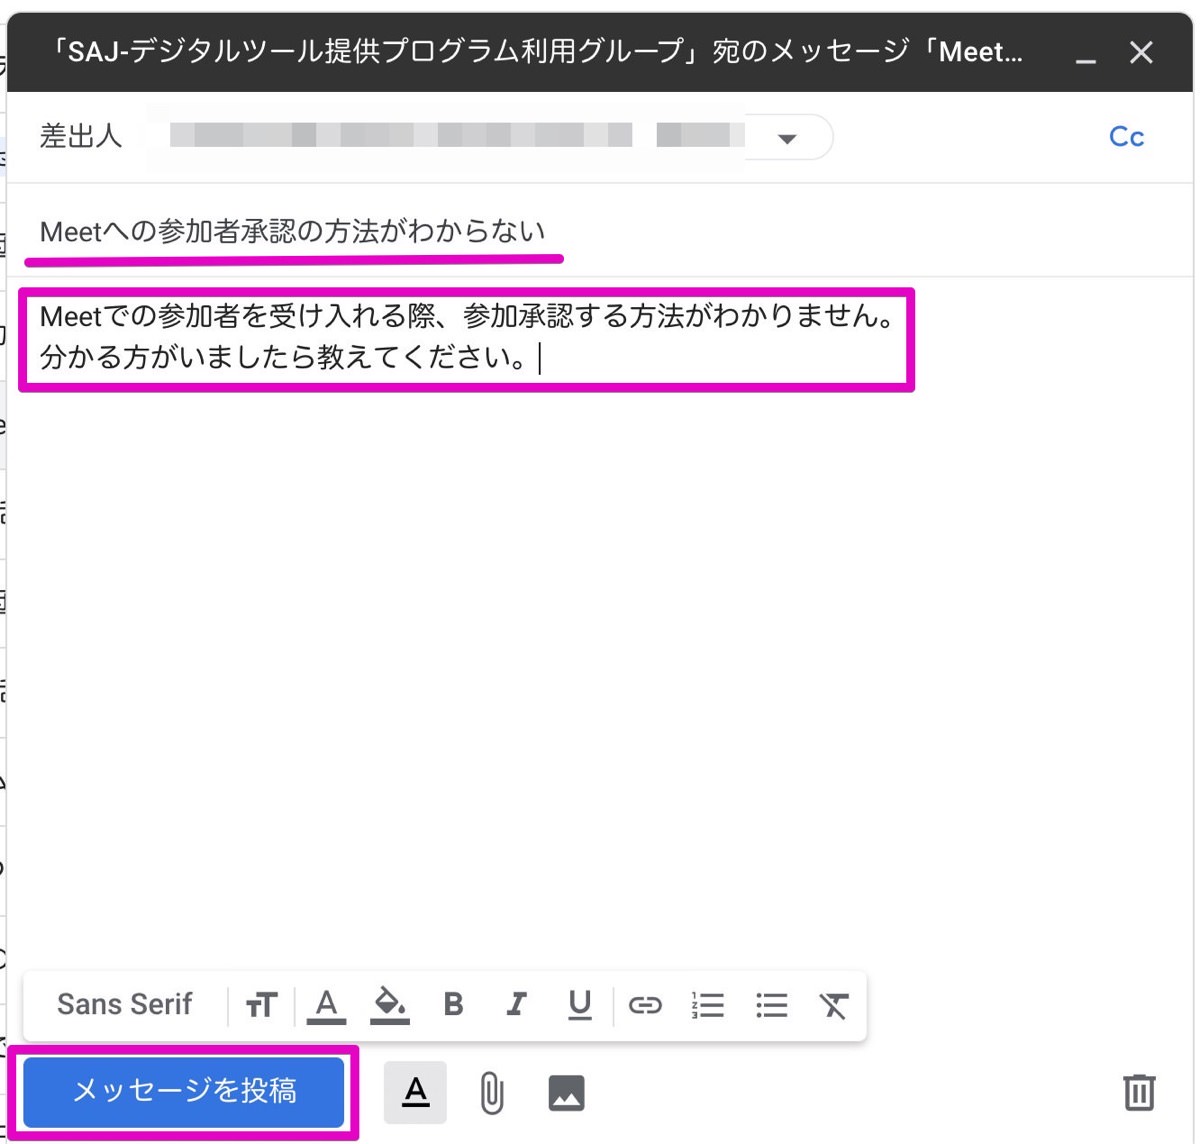 「SAJ-デジタルツール提供プログラム利用グループ」宛のメッセージ「Meet...
差出人
Cc
Meetへの参加者承認の方法がわからない
Meetでの参加者を受け入れる際、参加承認する方法がわかりません。
分かる方がいましたら教えてください。
Sans Serif
メッセージを投稿